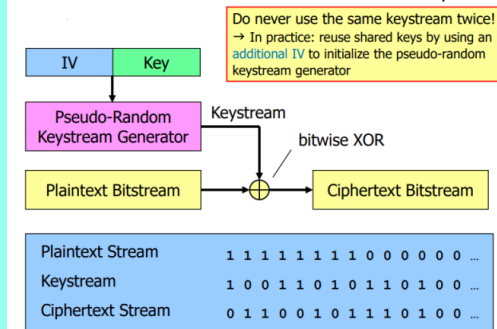 Do never use the same keystream twice!
→ In practice: reuse shared keys by using an
additional IV to initialize the pseudo-random
keystream generator
IV Key
Pseudo-Random
Keystream Generator
Keystream
bitwise XOR
Plaintext Bitstream
Ciphertext Bitstream
Plaintext Stream 1 1 1 1 1 1 1 1 0 0 0 0 0 0 ...
Keystream 1 0 0 1 1 0 1 0 1 1 0 1 0 0 ...
Ciphertext Stream 0 1 1 0 0 1 0 1 1 1 0 1 0 0 ...